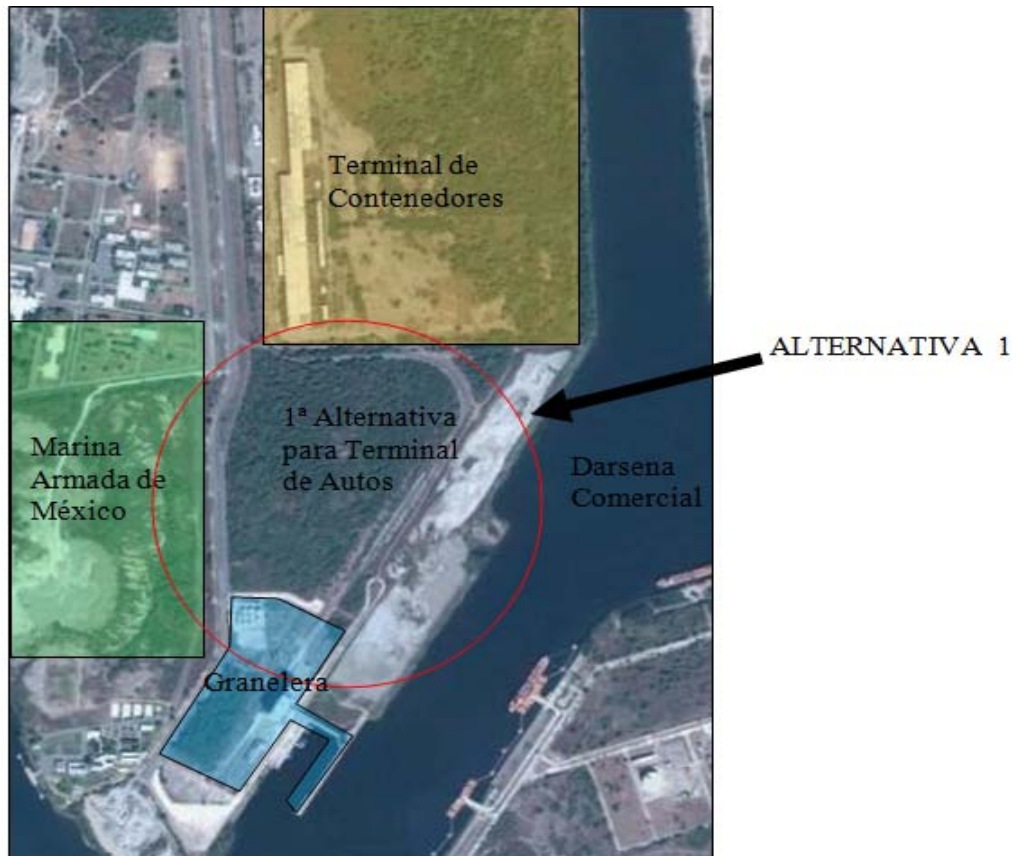 Terminal de
Contenedores
ALTERNATIVA 1
1ª Alternativa
para Terminal
de Autos
Marina
Armada de
México
Darsena
Comercial
Granelera